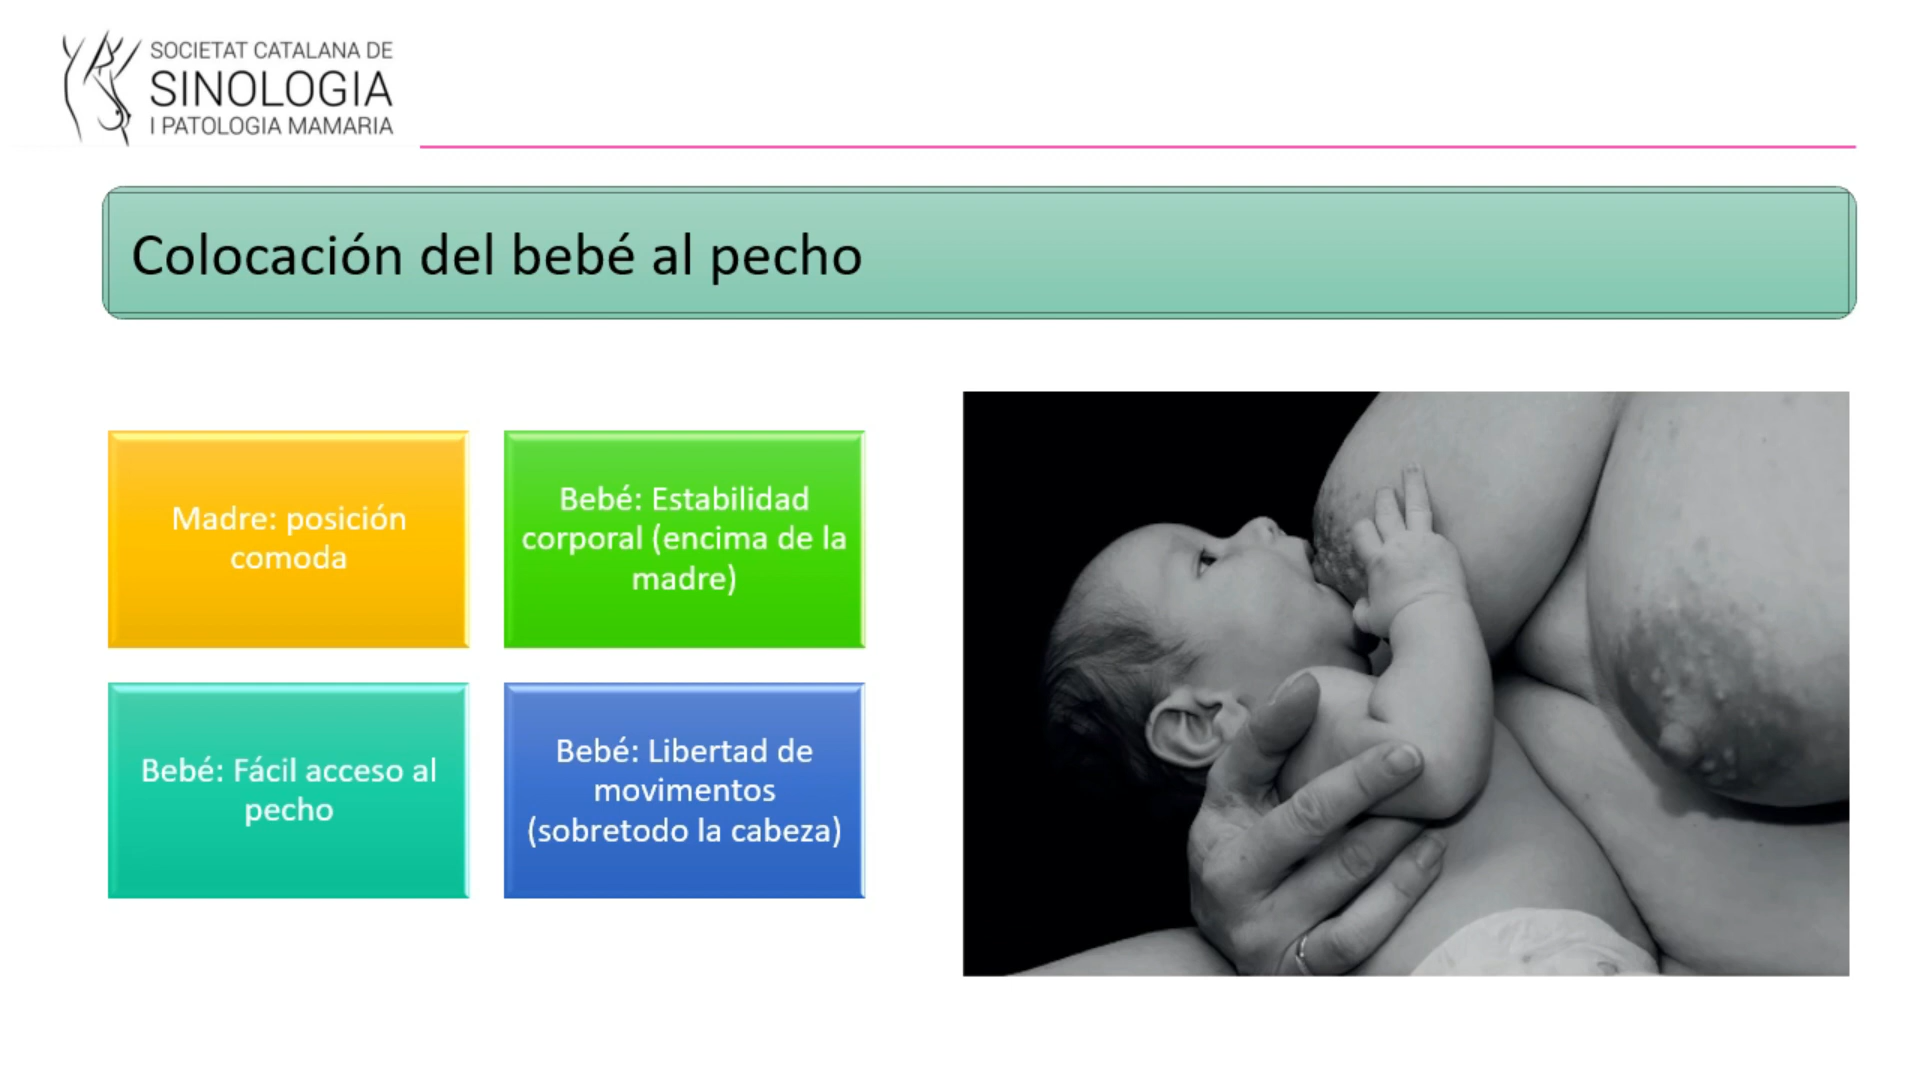 SOCIETAT CATALANA DE
SINOLOGIA
I PATOLOGIA MAMARIA
Colocación del bebé al pecho
Madre: posición
comoda
Bebé: Estabilidad
corporal (encima de la
madre)
Bebé: Fácil acceso al
pecho
Bebé: Libertad de
movimentos
(sobretodo la cabeza)